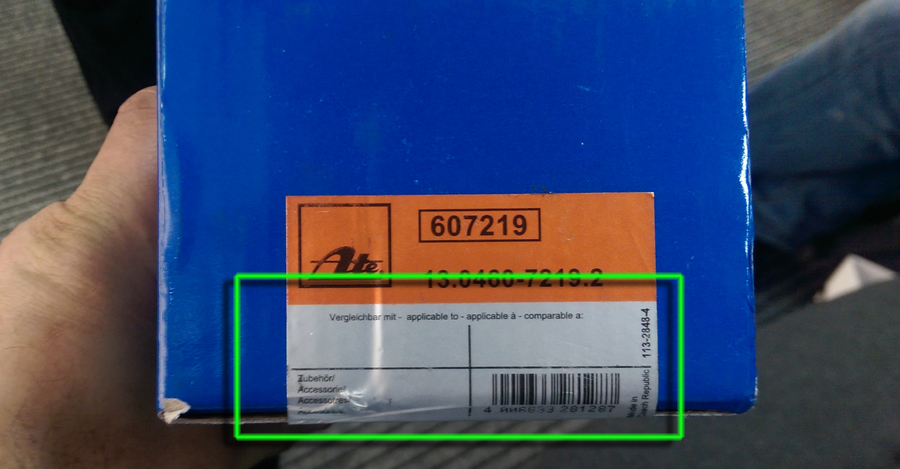 607219
Ate
13.0460-7219.2
Vergleichbar mit - applicable to - applicable à - comparable a:
113-2848-4
Zubehör/
Accessories/
Accessoires/
Made in
Czech Republic